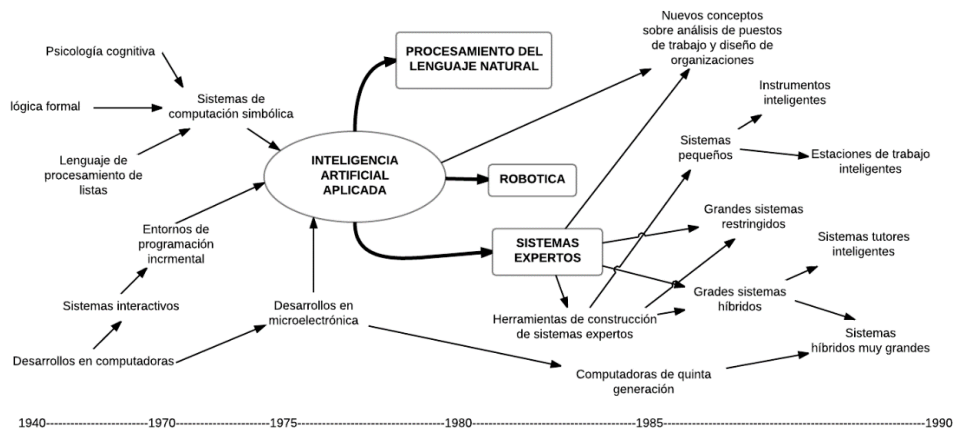 Psicología cognitiva
lógica formal
Lenguaje de
procesamiento de
listas
Sistemas de
computación simbólica
Entornos de
programación
incrmental
Sistemas interactivos
Desarrollos en computadoras
Desarrollos en
microelectrónica
INTELIGENCIA
ARTIFICIAL
APLICADA
PROCESAMIENTO DEL
LENGUAJE NATURAL
ROBOTICA
SISTEMAS
EXPERTOS
Herramientas de construcción
de sistemas expertos
Computadoras de quinta
generación
Nuevos conceptos
sobre análisis de puestos
de trabajo y diseño de
organizaciones
Instrumentos
inteligentes
Sistemas
pequeños
Estaciones de trabajo
inteligentes
Grandes sistemas
restringidos
Sistemas tutores
inteligentes
Grades sistemas
híbridos
Sistemas
híbridos muy grandes
1940-----------------------1970---------------------1975------------------------------1980----------------------------------1985----------------------------------------------------1990